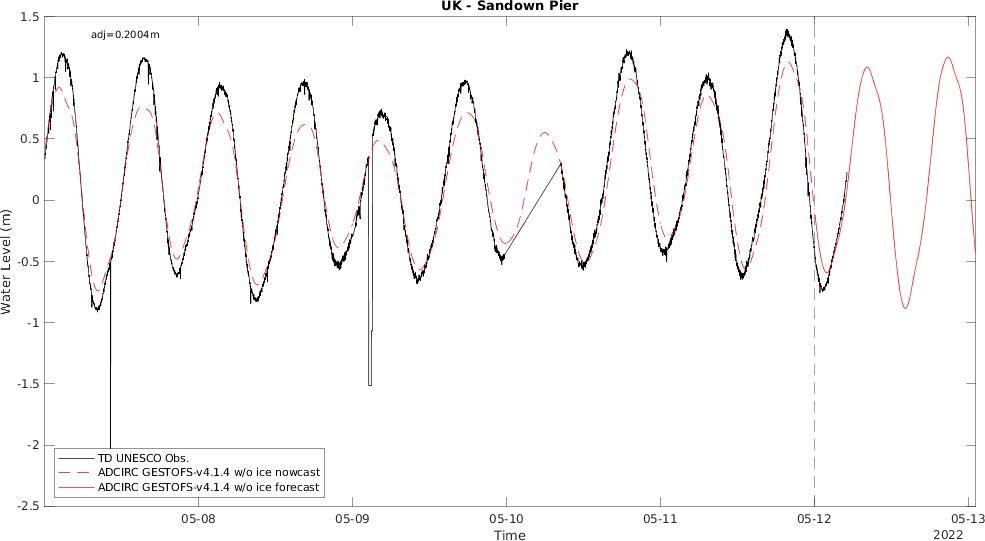 UK - Sandown Pier
adj=0.2004m
1.5
1
0.5
0
-0.5
-1
-1.5
-2
-2.5
Water Level (m)
TD UNESCO Obs.
ADCIRC GESTOFS-v4.1.4 w/o ice nowcast
ADCIRC GESTOFS-v4.1.4 w/o ice forecast
05-08 05-09 05-10 05-11 05-12 05-13
Time
2022